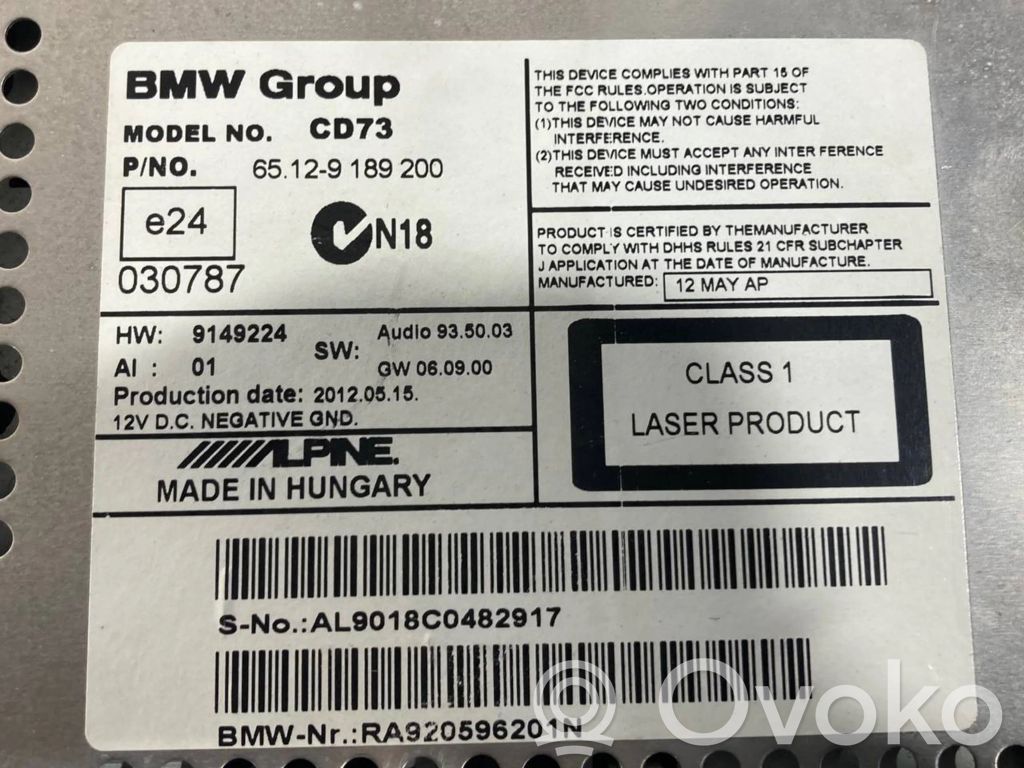 BMW Group
MODEL NO. CD73
P/NO. 65.12-9 189 200
e24
N18
030787
THIS DEVICE COMPLIES WITH PART 15 OF
THE FCC RULES.OPERATION IS SUBJECT
TO THE FOLLOWING TWO CONDITIONS:
(1)THIS DEVICE MAY NOT CAUSE HARMFUL
INTERFERENCE.
(2)THIS DEVICE MUST ACCEPT ANY INTER FERENCE
RECEIVED INCLUDING INTERFERENCE
THAT MAY CAUSE UNDESIRED OPERATION.
PRODUCT IS CERTIFIED BY THEMANUFACTURER
TO COMPLY WITH DHHS RULES 21 CFR SUBCHAPTER
J APPLICATION AT THE DATE OF MANUFACTURE.
MANUFACTURED: 12 MAY AP
HW: 9149224
AI : 01
SW: Audio 93.50.03
GW 06.09.00
Production date: 2012.05.15.
12V D.C. NEGATIVE GND.
ALPINE.
MADE IN HUNGARY
CLASS 1
LASER PRODUCT
S-No.:AL9018C0482917
BMW-Nr.:RA920596201N
Ovoko